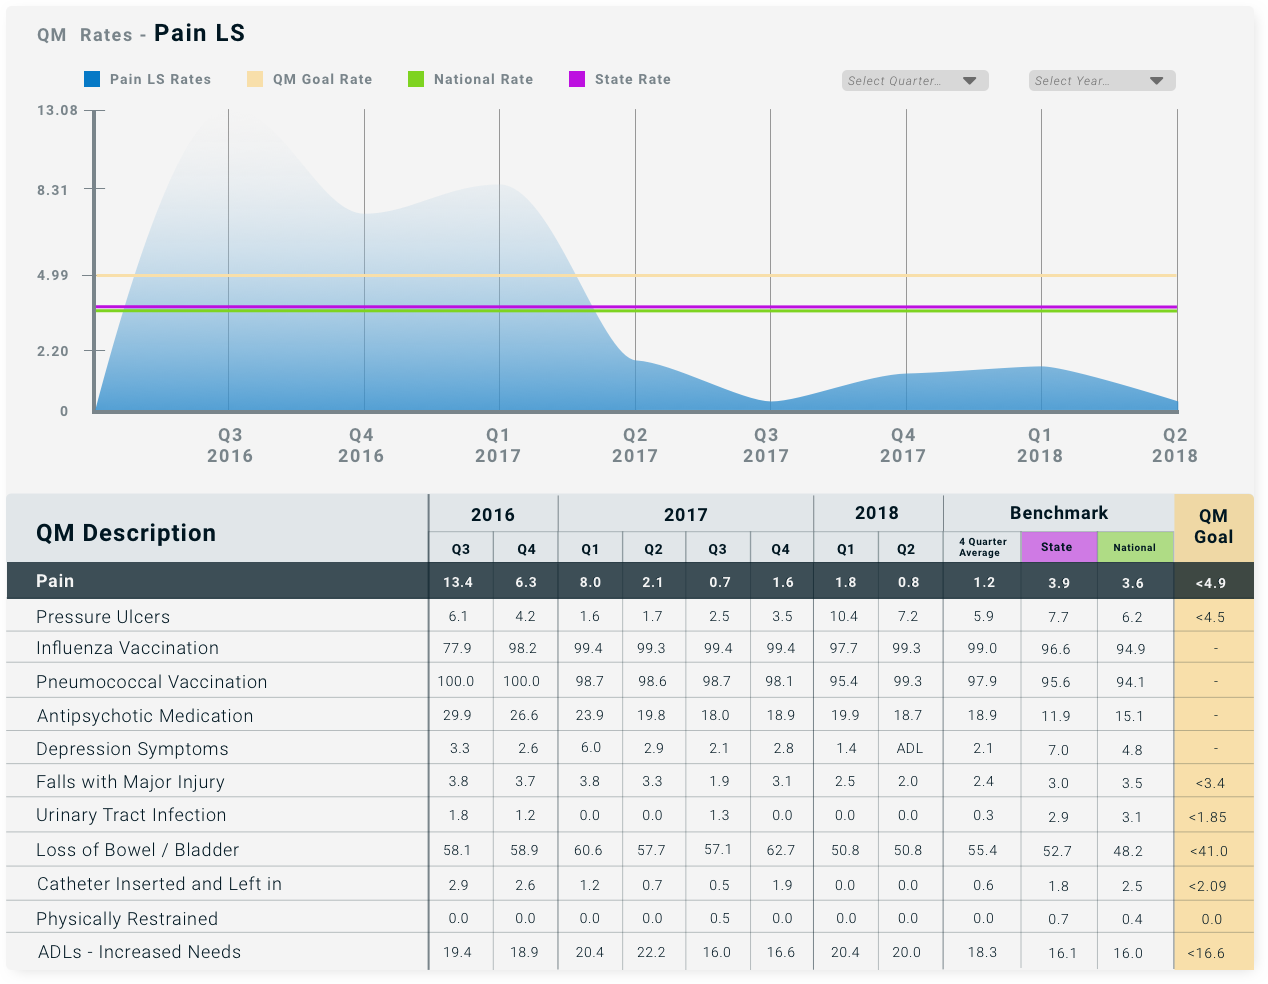 QM Rates - Pain LS
Pain LS Rates QM Goal Rate National Rate State Rate Select Quarter... Select Year...
13.08
8.31
4.99
2.20
0
Q3 Q4 Q1 Q2 Q3 Q4 Q1 Q2
2016 2016 2017 2017 2017 2017 2018 2018
QM Description 2016 2017 2018 Benchmark QM Goal
Q3 Q4 Q1 Q2 Q3 Q4 Q1 Q2 4 Quarter Average State National
Pain 13.4 6.3 8.0 2.1 0.7 1.6 1.8 0.8 1.2 3.9 3.6 <4.9
Pressure Ulcers 6.1 4.2 1.6 1.7 2.5 3.5 10.4 7.2 5.9 7.7 6.2 <4.5
Influenza Vaccination 77.9 98.2 99.4 99.3 99.4 99.4 97.7 99.3 99.0 96.6 94.9 -
Pneumococcal Vaccination 100.0 100.0 98.7 98.6 98.7 98.1 95.4 99.3 97.9 95.6 94.1 -
Antipsychotic Medication 29.9 26.6 23.9 19.8 18.0 18.9 19.9 18.7 18.9 11.9 15.1 -
Depression Symptoms 3.3 2.6 6.0 2.9 2.1 2.8 1.4 ADL 2.1 7.0 4.8 -
Falls with Major Injury 3.8 3.7 3.8 3.3 1.9 3.1 2.5 2.0 2.4 3.0 3.5 <3.4
Urinary Tract Infection 1.8 1.2 0.0 0.0 1.3 0.0 0.0 0.0 0.3 2.9 3.1 <1.85
Loss of Bowel / Bladder 58.1 58.9 60.6 57.7 57.1 62.7 50.8 50.8 55.4 52.7 48.2 <41.0
Catheter Inserted and Left in 2.9 2.6 1.2 0.7 0.5 1.9 0.0 0.0 0.6 1.8 2.5 <2.09
Physically Restrained 0.0 0.0 0.0 0.0 0.5 0.0 0.0 0.0 0.0 0.7 0.4 0.0
ADLs - Increased Needs 19.4 18.9 20.4 22.2 16.0 16.6 20.4 20.0 18.3 16.1 16.0 <16.6